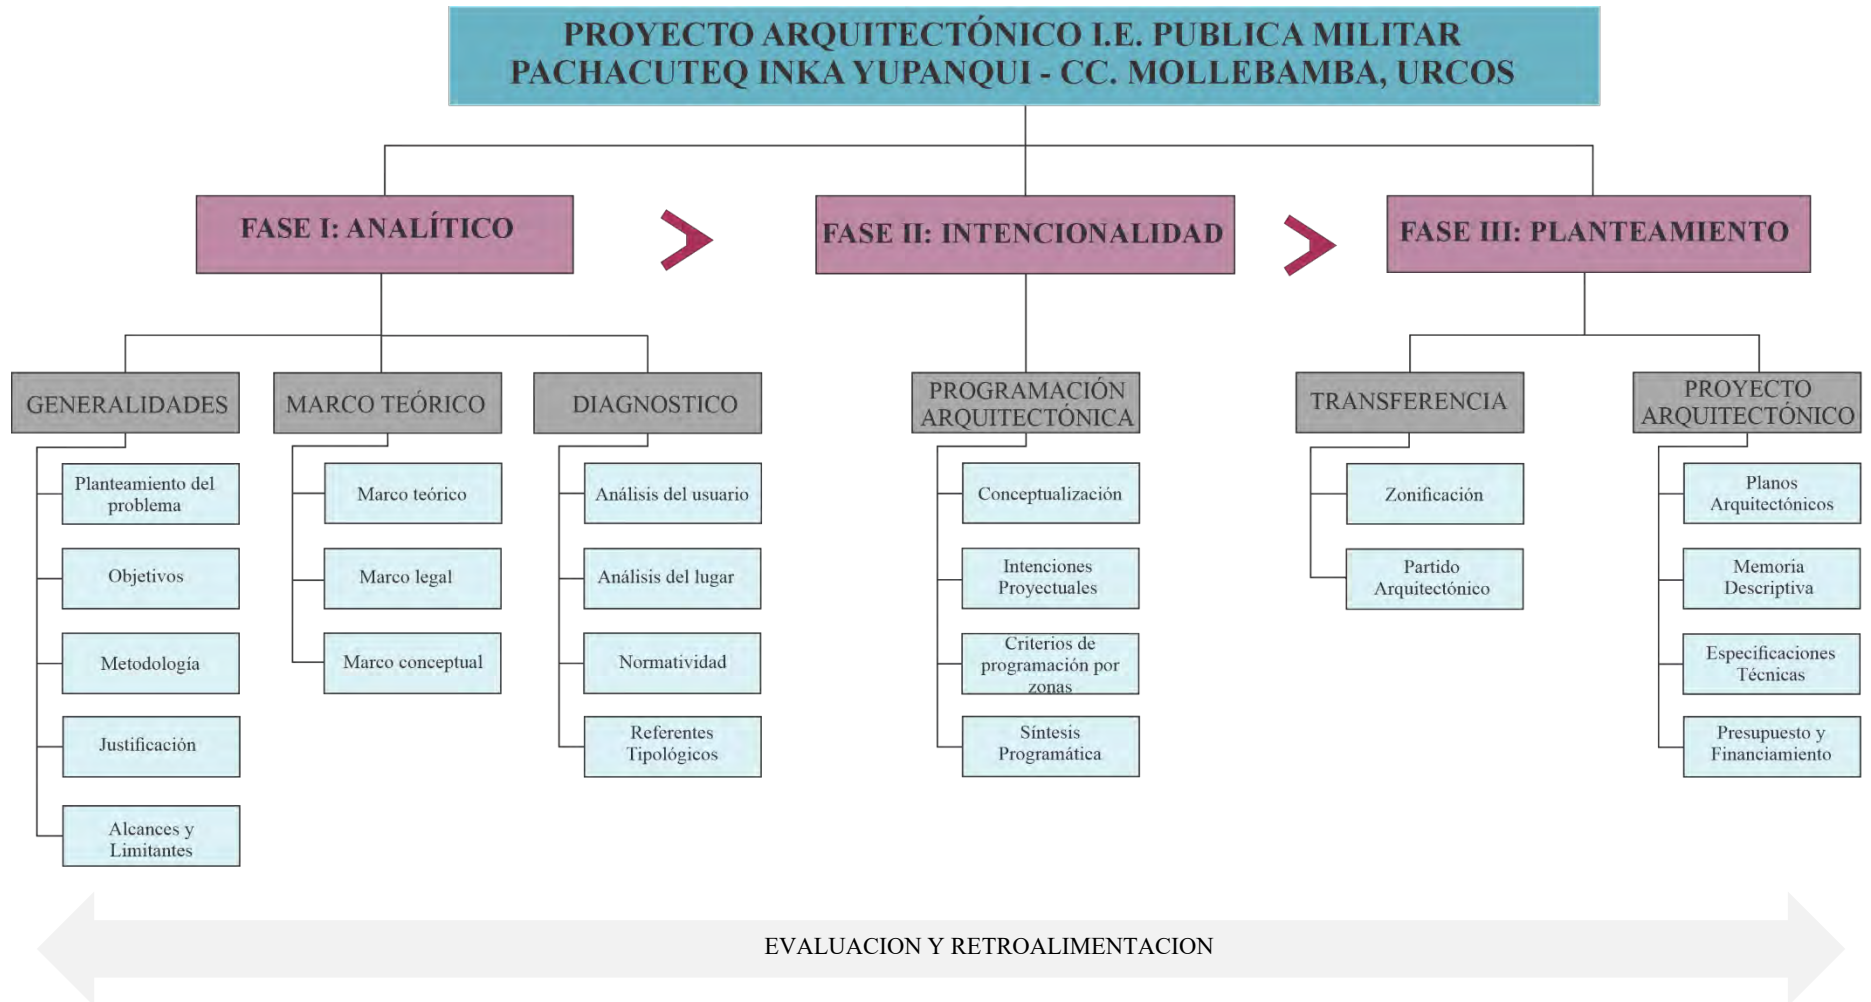 PROYECTO ARQUITECTÓNICO I.E. PUBLICA MILITAR
PACHACUTEQ INKA YUPANQUI - CC. MOLLEBAMBA, URCOS
FASE I: ANALÍTICO
FASE II: INTENCIONALIDAD
FASE III: PLANTEAMIENTO
GENERALIDADES
Planteamiento del
problema
Objetivos
Metodología
Justificación
Alcances y
Limitantes
MARCO TEÓRICO
Marco teórico
Marco legal
Marco conceptual
DIAGNOSTICO
Análisis del usuario
Análisis del lugar
Normatividad
Referentes
Tipológicos
PROGRAMACIÓN
ARQUITECTÓNICA
Conceptualización
Intenciones
Proyectuales
Criterios de
programación por
zonas
Síntesis
Programática
TRANSFERENCIA
Zonificación
Partido
Arquitectónico
PROYECTO
ARQUITECTÓNICO
Planos
Arquitectónicos
Memoria
Descriptiva
Especificaciones
Técnicas
Presupuesto y
Financiamiento
EVALUACION Y RETROALIMENTACION